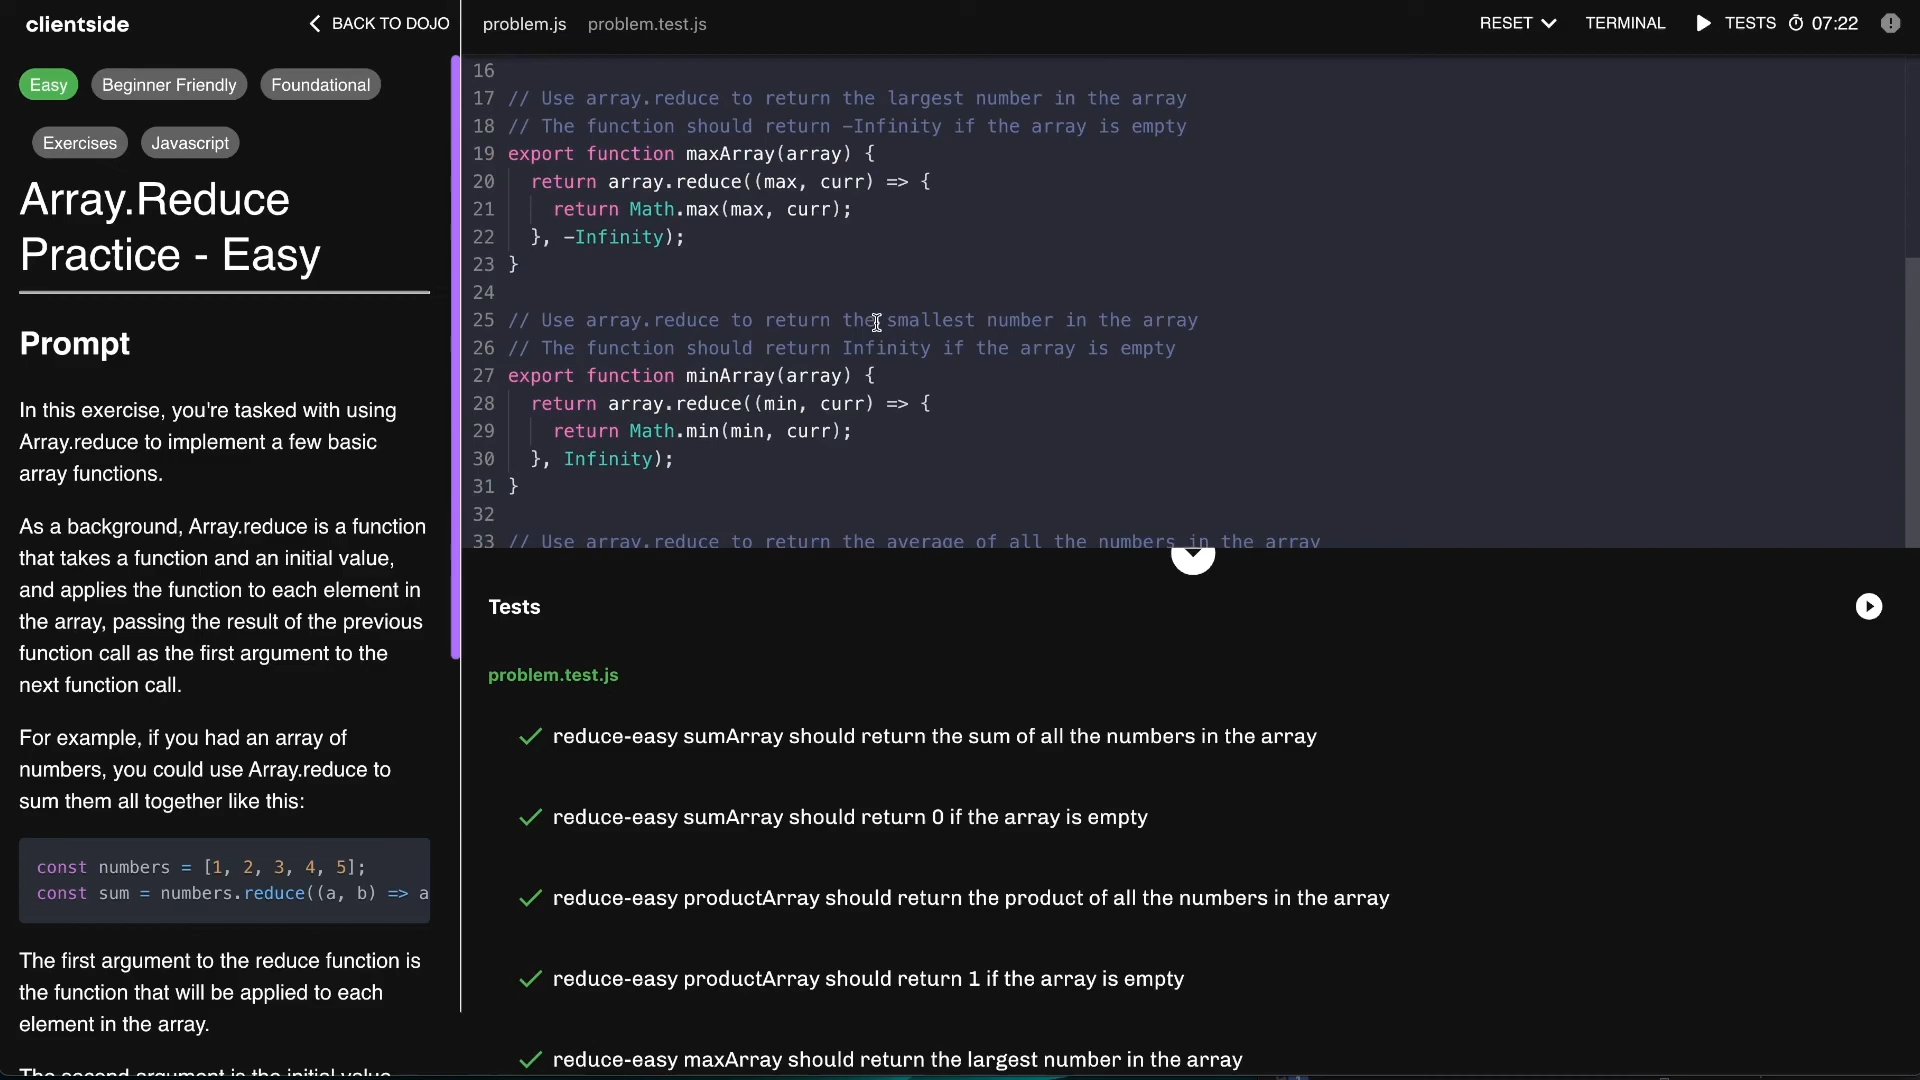 clientside
BACK TO DOJO
problem.js
problem.test.js
RESET
TERMINAL
TESTS
07:22
Easy
Beginner Friendly
Foundational
Exercises
Javascript
Array.Reduce
Practice - Easy
Prompt
In this exercise, you're tasked with using
Array.reduce to implement a few basic
array functions.
As a background, Array.reduce is a function
that takes a function and an initial value,
and applies the function to each element in
the array, passing the result of the previous
function call as the first argument to the
next function call.
For example, if you had an array of
numbers, you could use Array.reduce to
sum them all together like this:
const numbers = [1, 2, 3, 4, 5];
const sum = numbers.reduce((a, b) => a
The first argument to the reduce function is
the function that will be applied to each
element in the array.
The second argument is the initial value
16
17 // Use array.reduce to return the largest number in the array
18 // The function should return -Infinity if the array is empty
19 export function maxArray(array) {
20 return array.reduce((max, curr) => {
21 return Math.max(max, curr);
22 }, -Infinity);
23 }
24
25 // Use array.reduce to return the smallest number in the array
26 // The function should return Infinity if the array is empty
27 export function minArray(array) {
28 return array.reduce((min, curr) => {
29 return Math.min(min, curr);
30 }, Infinity);
31 }
32
33 // Use array.reduce to return the average of all the numbers in the array
Tests
problem.test.js
reduce-easy sumArray should return the sum of all the numbers in the array
reduce-easy sumArray should return 0 if the array is empty
reduce-easy productArray should return the product of all the numbers in the array
reduce-easy productArray should return 1 if the array is empty
reduce-easy maxArray should return the largest number in the array